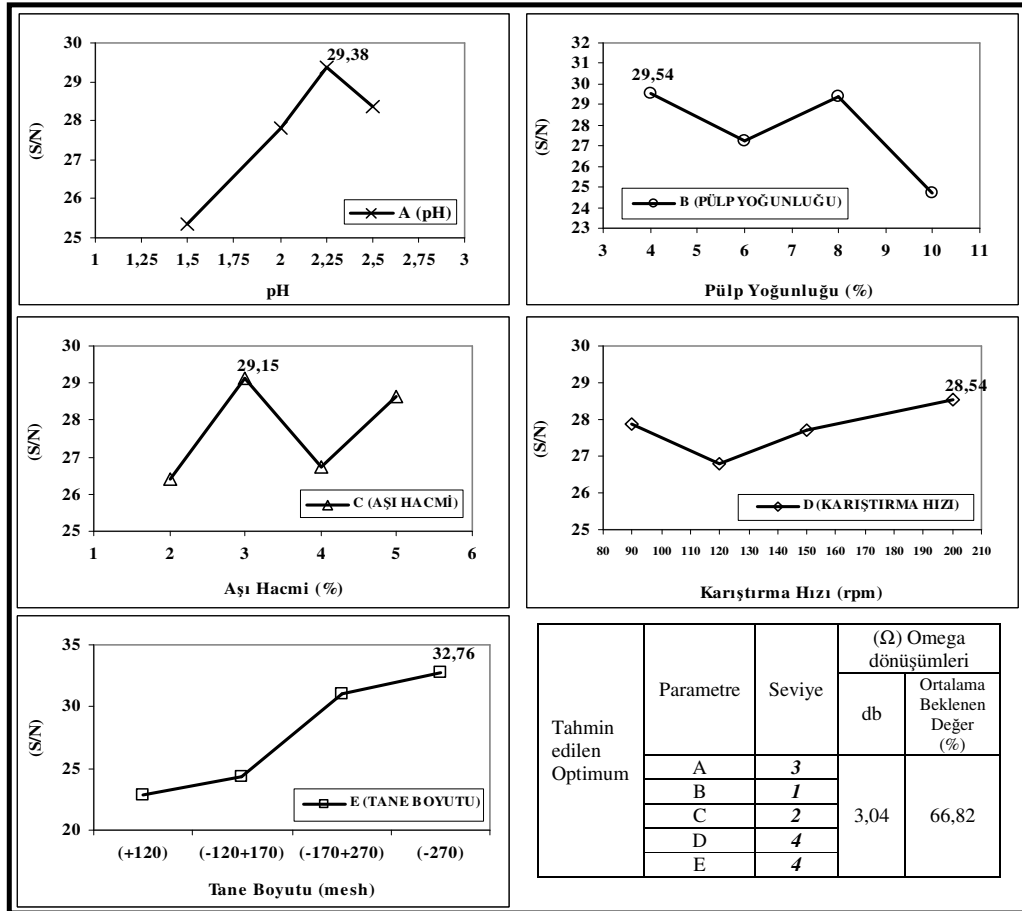 30
29
28
27
26
25
(S/N)
29,38
A (pH)
1 1,25 1,5 1,75 2 2,25 2,5 2,75 3
pH
32
31
30
29
28
27
26
25
24
23
(S/N)
29,54
B (PÜLP YOĞUNLUĞU)
3 4 5 6 7 8 9 10 11
Pülp Yoğunluğu (%)
30
29
28
27
26
25
(S/N)
29,15
C (AŞI HACMİ)
1 2 3 4 5 6
Aşı Hacmi (%)
30
29
28
27
26
25
(S/N)
28,54
D (KARIŞTIRMA HIZI)
80 90 100 110 120 130 140 150 160 170 180 190 200 210
Karıştırma Hızı (rpm)
35
30
25
20
(S/N)
32,76
E (TANE BOYUTU)
(+120) (-120+170) (-170+270) (-270)
Tane Boyutu (mesh)
Tahmin
edilen
Optimum
Parametre
Seviye
(Ω) Omega
dönüşümleri
db
Ortalama
Beklenen
Değer
(%)
A 3
B 1
C 2
D 4
E 4
3,04
66,82